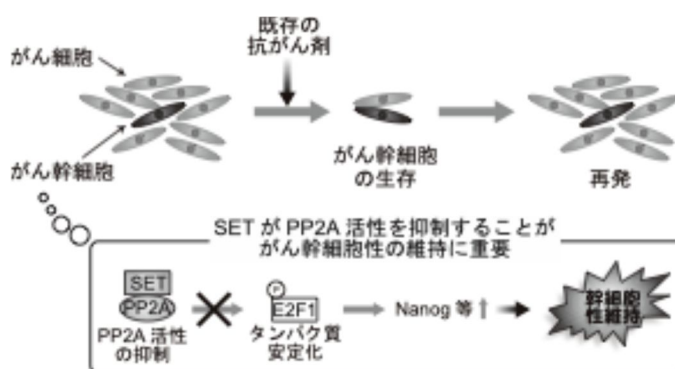 既存の
抗がん剤
がん細胞
がん幹細胞
がん幹細胞
の生存
再発
SET が PP2A 活性を抑制することが
がん幹細胞性の維持に重要
SET
PP2A
PP2A 活性
の抑制
P
E2F1
タンパク質
安定化
Nanog 等↑
幹細胞
性維持